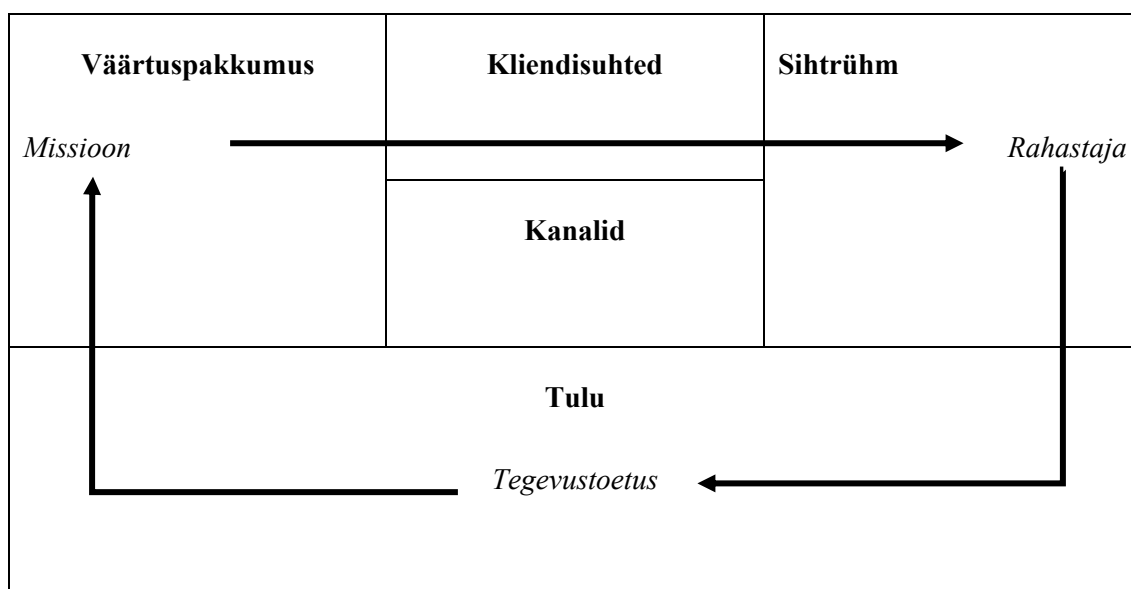 Väärtuspakkumus
Kliendisuhted
Sihtrühm
Missioon
Rahastaja
Kanalid
Tulu
Tegevustoetus